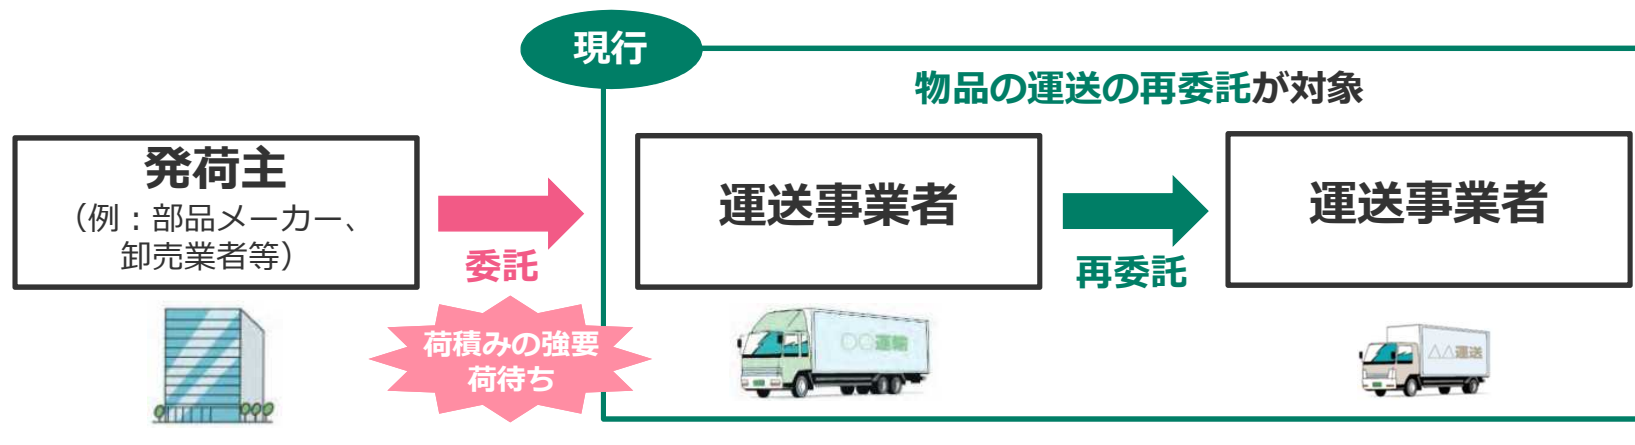 現行
物品の運送の再委託が対象
発荷主
（例：部品メーカー、
卸売業者等）
委託
荷積みの強要
荷待ち
運送事業者
〇〇運輸
再委託
運送事業者
△△運送